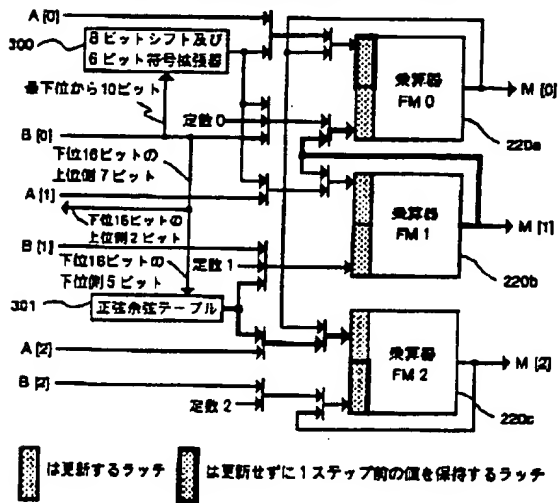 A [0]
300
8ビットシフト及び
6ビット符号拡張器
最下位から10ビット
B [0]
定数 0
乗算器
FM 0
M [0]
220a
下位16ビットの
上位側7ビット
A [1]
下位16ビットの
上位側2ビット
B [1]
下位16ビットの
下位側5ビット
定数 1
乗算器
FM 1
M [1]
220b
301
正弦余弦テーブル
A [2]
B [2]
定数 2
乗算器
FM 2
M [2]
220c
は更新するラッチ
は更新せずに1ステップ前の値を保持するラッチ